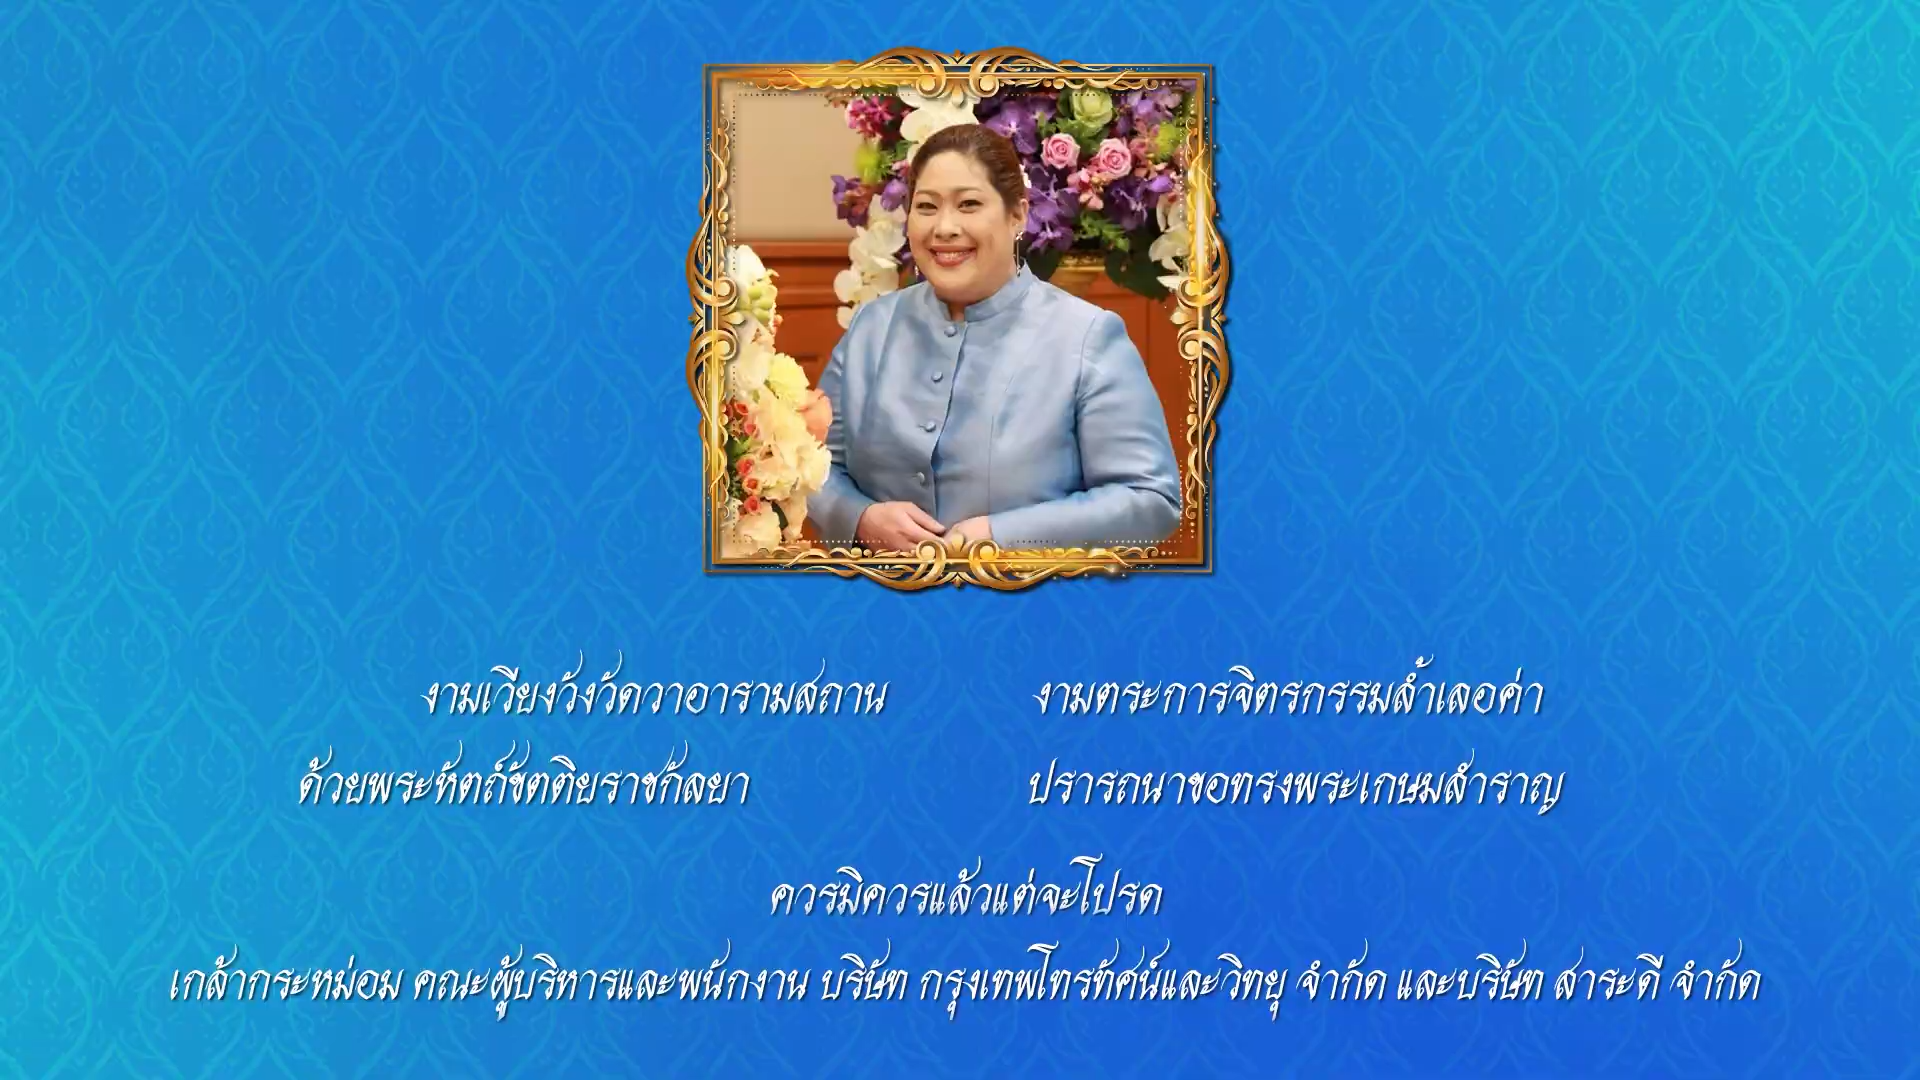 งามเวียงวังวัดวาอารามสถาน งามตระการจิตรกรรมล้ำเลอค่า
ด้วยพระหัตถ์ขัตติยราชกัลยา ปรารถนาขอทรงพระเกษมสำราญ
ควรมิควรแล้วแต่จะโปรด
เกล้ากระหม่อม คณะผู้บริหารและพนักงาน บริษัท กรุงเทพโทรทัศน์และวิทยุ จำกัด และบริษัท สาระดี จำกัด